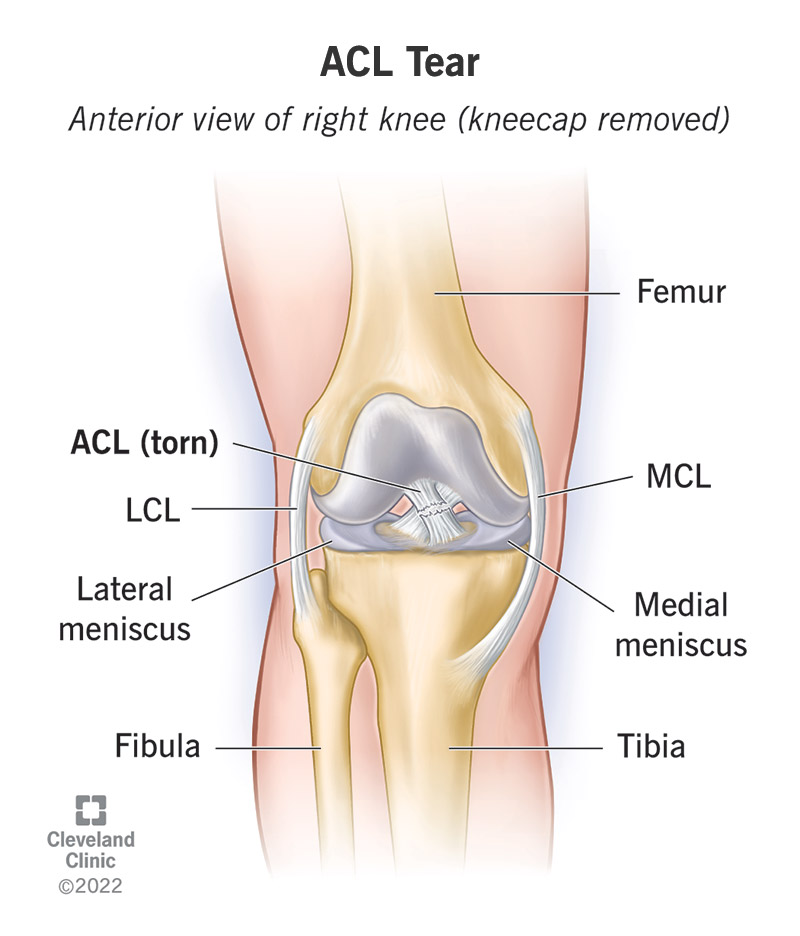 ACL Tear
Anterior view of right knee (kneecap removed)
Femur
ACL (torn)
MCL
LCL
Lateral
meniscus
Medial
meniscus
Fibula
Tibia
Cleveland
Clinic
©2022